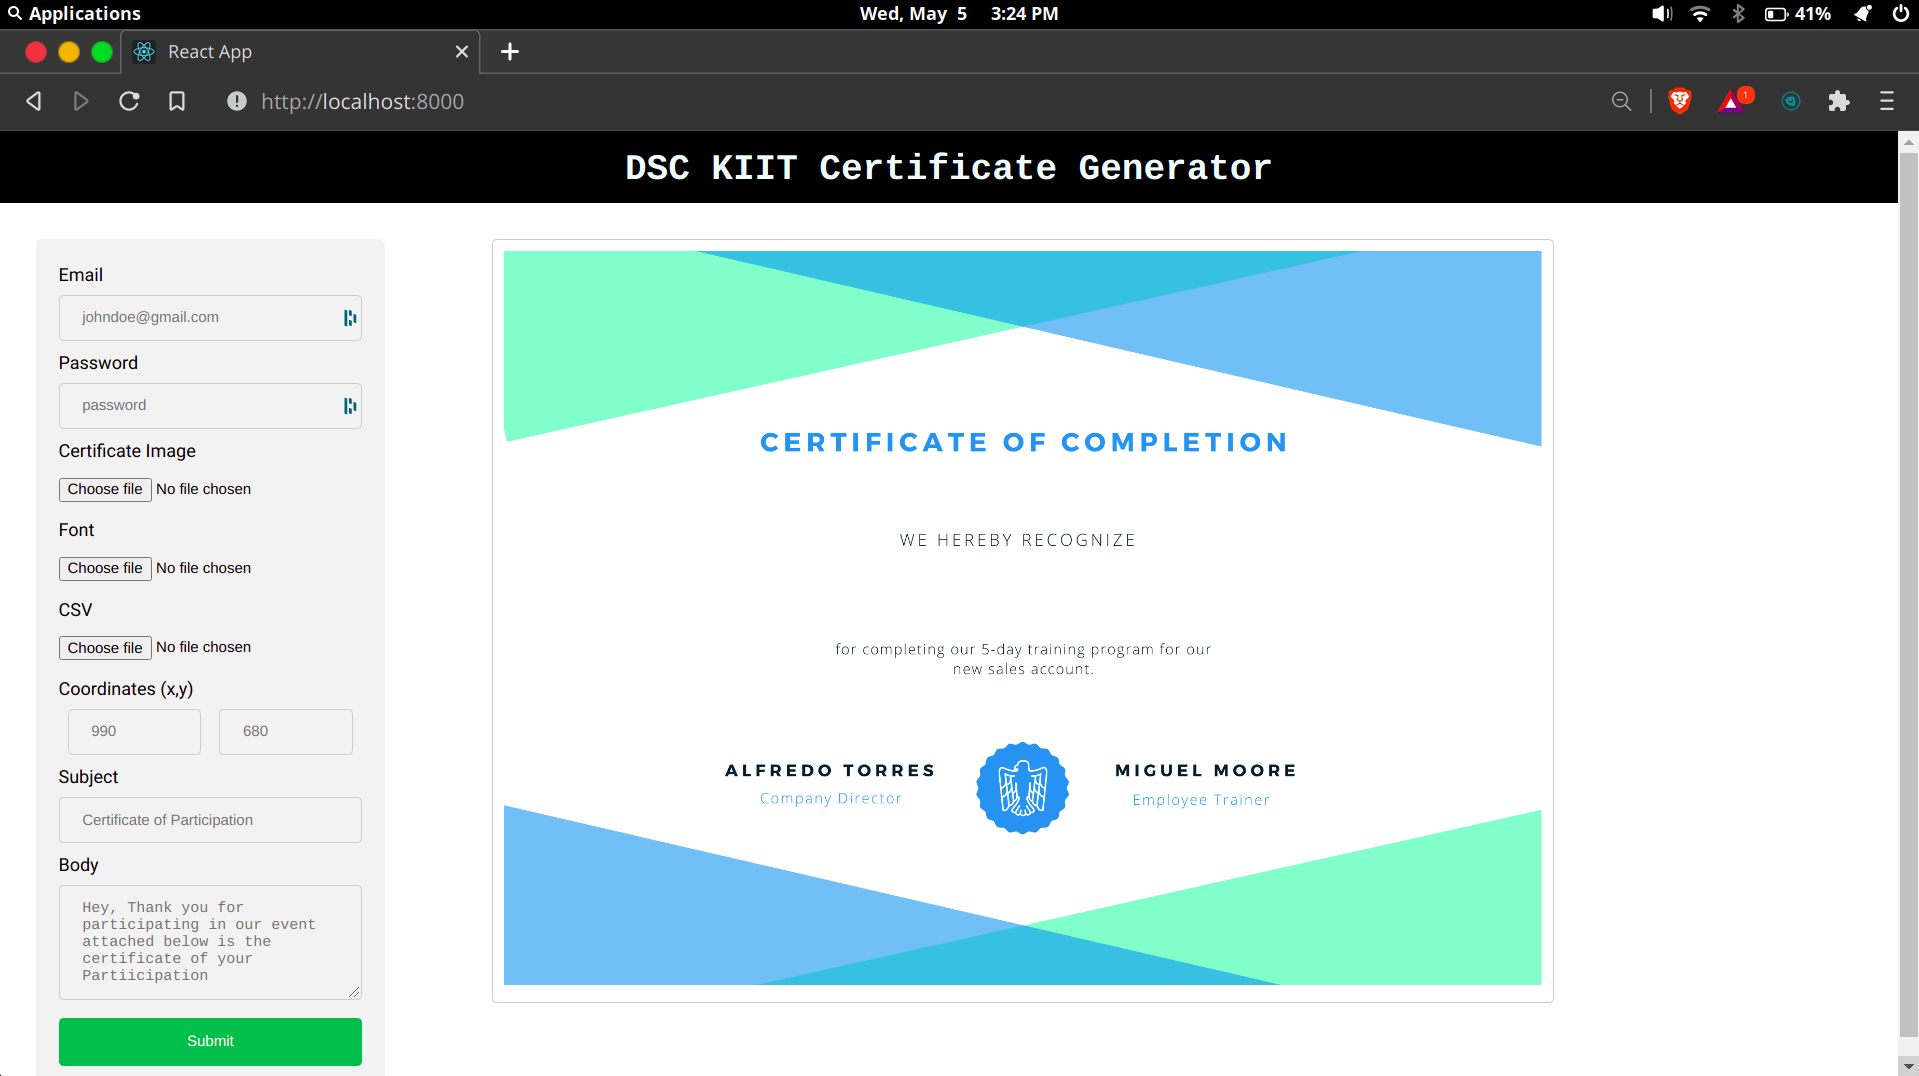 Applications
Wed, May 5 3:24 PM
41%
React App
http://localhost:8000
1
DSC KIIT Certificate Generator
Email
johndoe@gmail.com
Password
password
Certificate Image
Choose file No file chosen
Font
Choose file No file chosen
CSV
Choose file No file chosen
Coordinates (x,y)
990 680
Subject
Certificate of Participation
Body
Hey, Thank you for
participating in our event
attached below is the
certificate of your
Partiicipation
Submit
CERTIFICATE OF COMPLETION
WE HEREBY RECOGNIZE
for completing our 5-day training program for our
new sales account.
ALFREDO TORRES
Company Director
MIGUEL MOORE
Employee Trainer